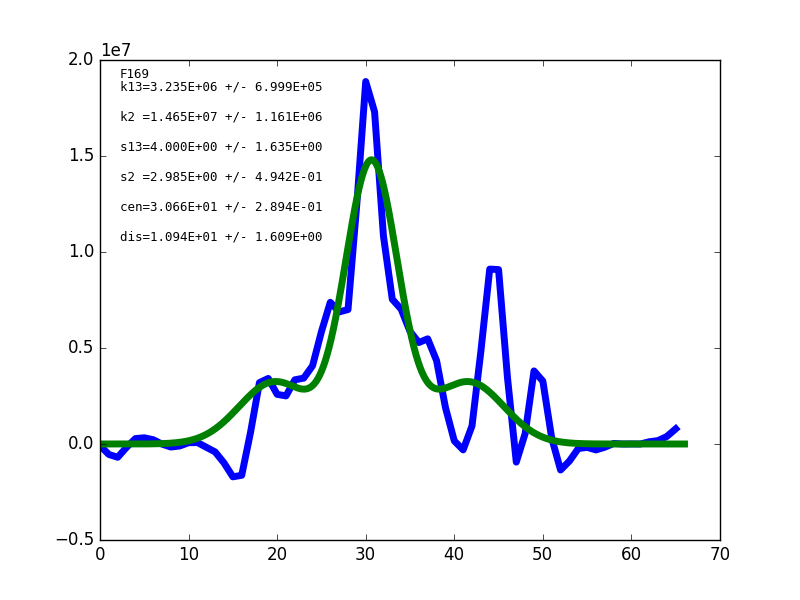 1e7
F169
k13=3.235E+06 +/- 6.999E+05
k2 =1.465E+07 +/- 1.161E+06
s13=4.000E+00 +/- 1.635E+00
s2 =2.985E+00 +/- 4.942E-01
cen=3.066E+01 +/- 2.894E-01
dis=1.094E+01 +/- 1.609E+00
2.0
1.5
1.0
0.5
0.0
−0.5
0 10 20 30 40 50 60 70